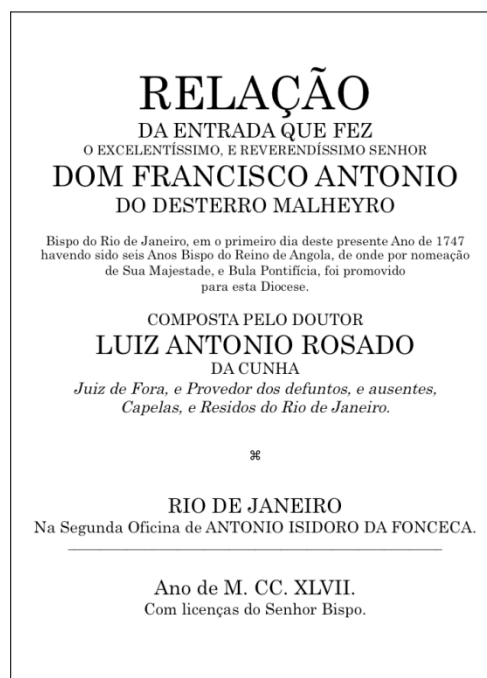 RELAÇÃO
DA ENTRADA QUE FEZ
O EXCELENTÍSSIMO, E REVERENDÍSSIMO SENHOR
DOM FRANCISCO ANTONIO
DO DESTERRO MALHEYRO
Bispo do Rio de Janeiro, em o primeiro dia deste presente Ano de 1747
havendo sido seis Anos Bispo do Reino de Angola, de onde por nomeação
de Sua Majestade, e Bula Pontifícia, foi promovido
para esta Diocese.
COMPOSTA PELO DOUTOR
LUIZ ANTONIO ROSADO
DA CUNHA
Juiz de Fora, e Provedor dos defuntos, e ausentes,
Capelas, e Residos do Rio de Janeiro.
⌘
RIO DE JANEIRO
Na Segunda Oficina de ANTONIO ISIDORO DA FONCECA.
Ano de M. CC. XLVII.
Com licenças do Senhor Bispo.